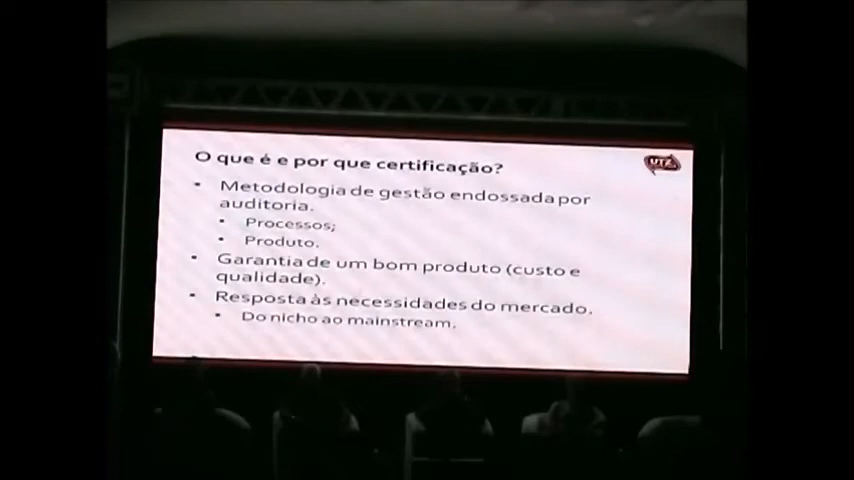 O que é e por que certificação?
UTZ
• Metodologia de gestão endossada por
auditoria.
• Processos;
• Produto.
• Garantia de um bom produto (custo e
qualidade).
• Resposta às necessidades do mercado.
• Do nicho ao mainstream.